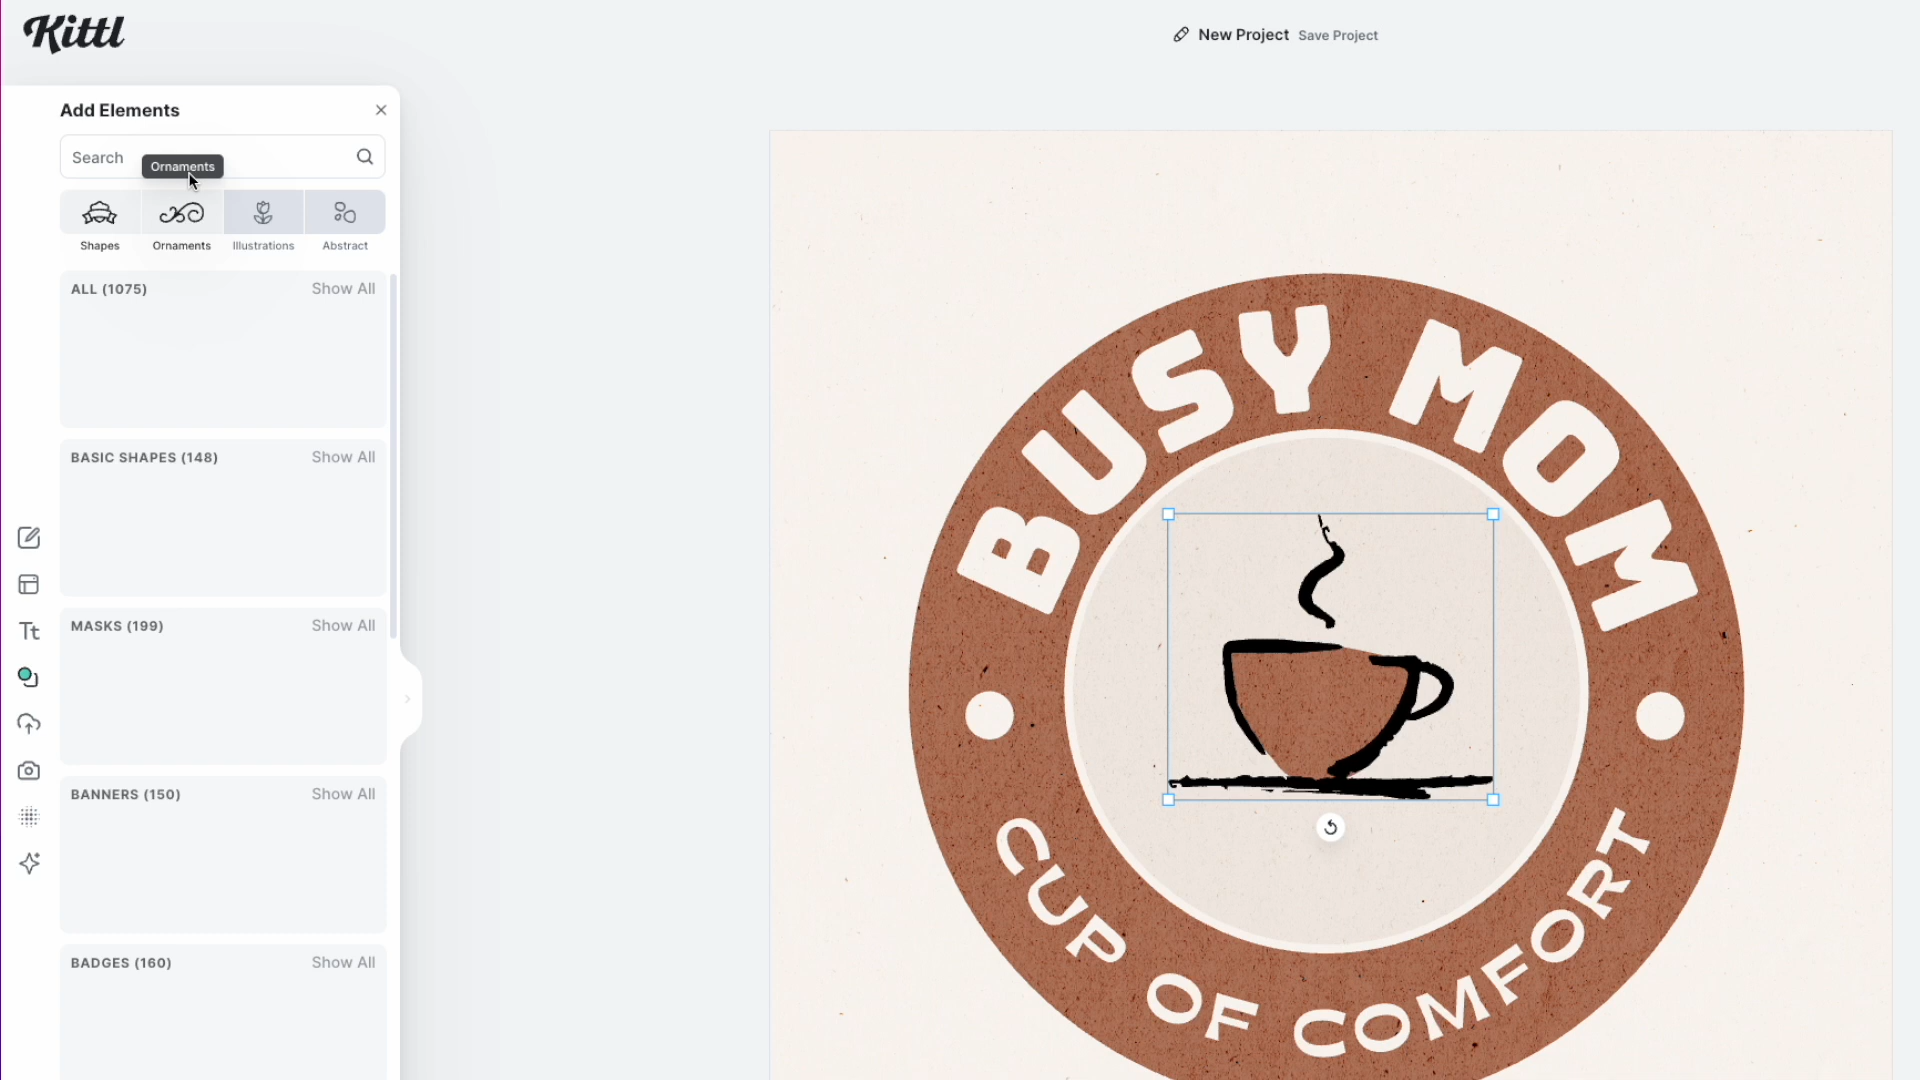 Kittl
New Project Save Project
Add Elements
Search
Ornaments
Shapes Ornaments Illustrations Abstract
ALL (1075) Show All
BASIC SHAPES (148) Show All
MASKS (199) Show All
BANNERS (150) Show All
BADGES (160) Show All
Tt
BUSY MOM
CUP OF COMFORT